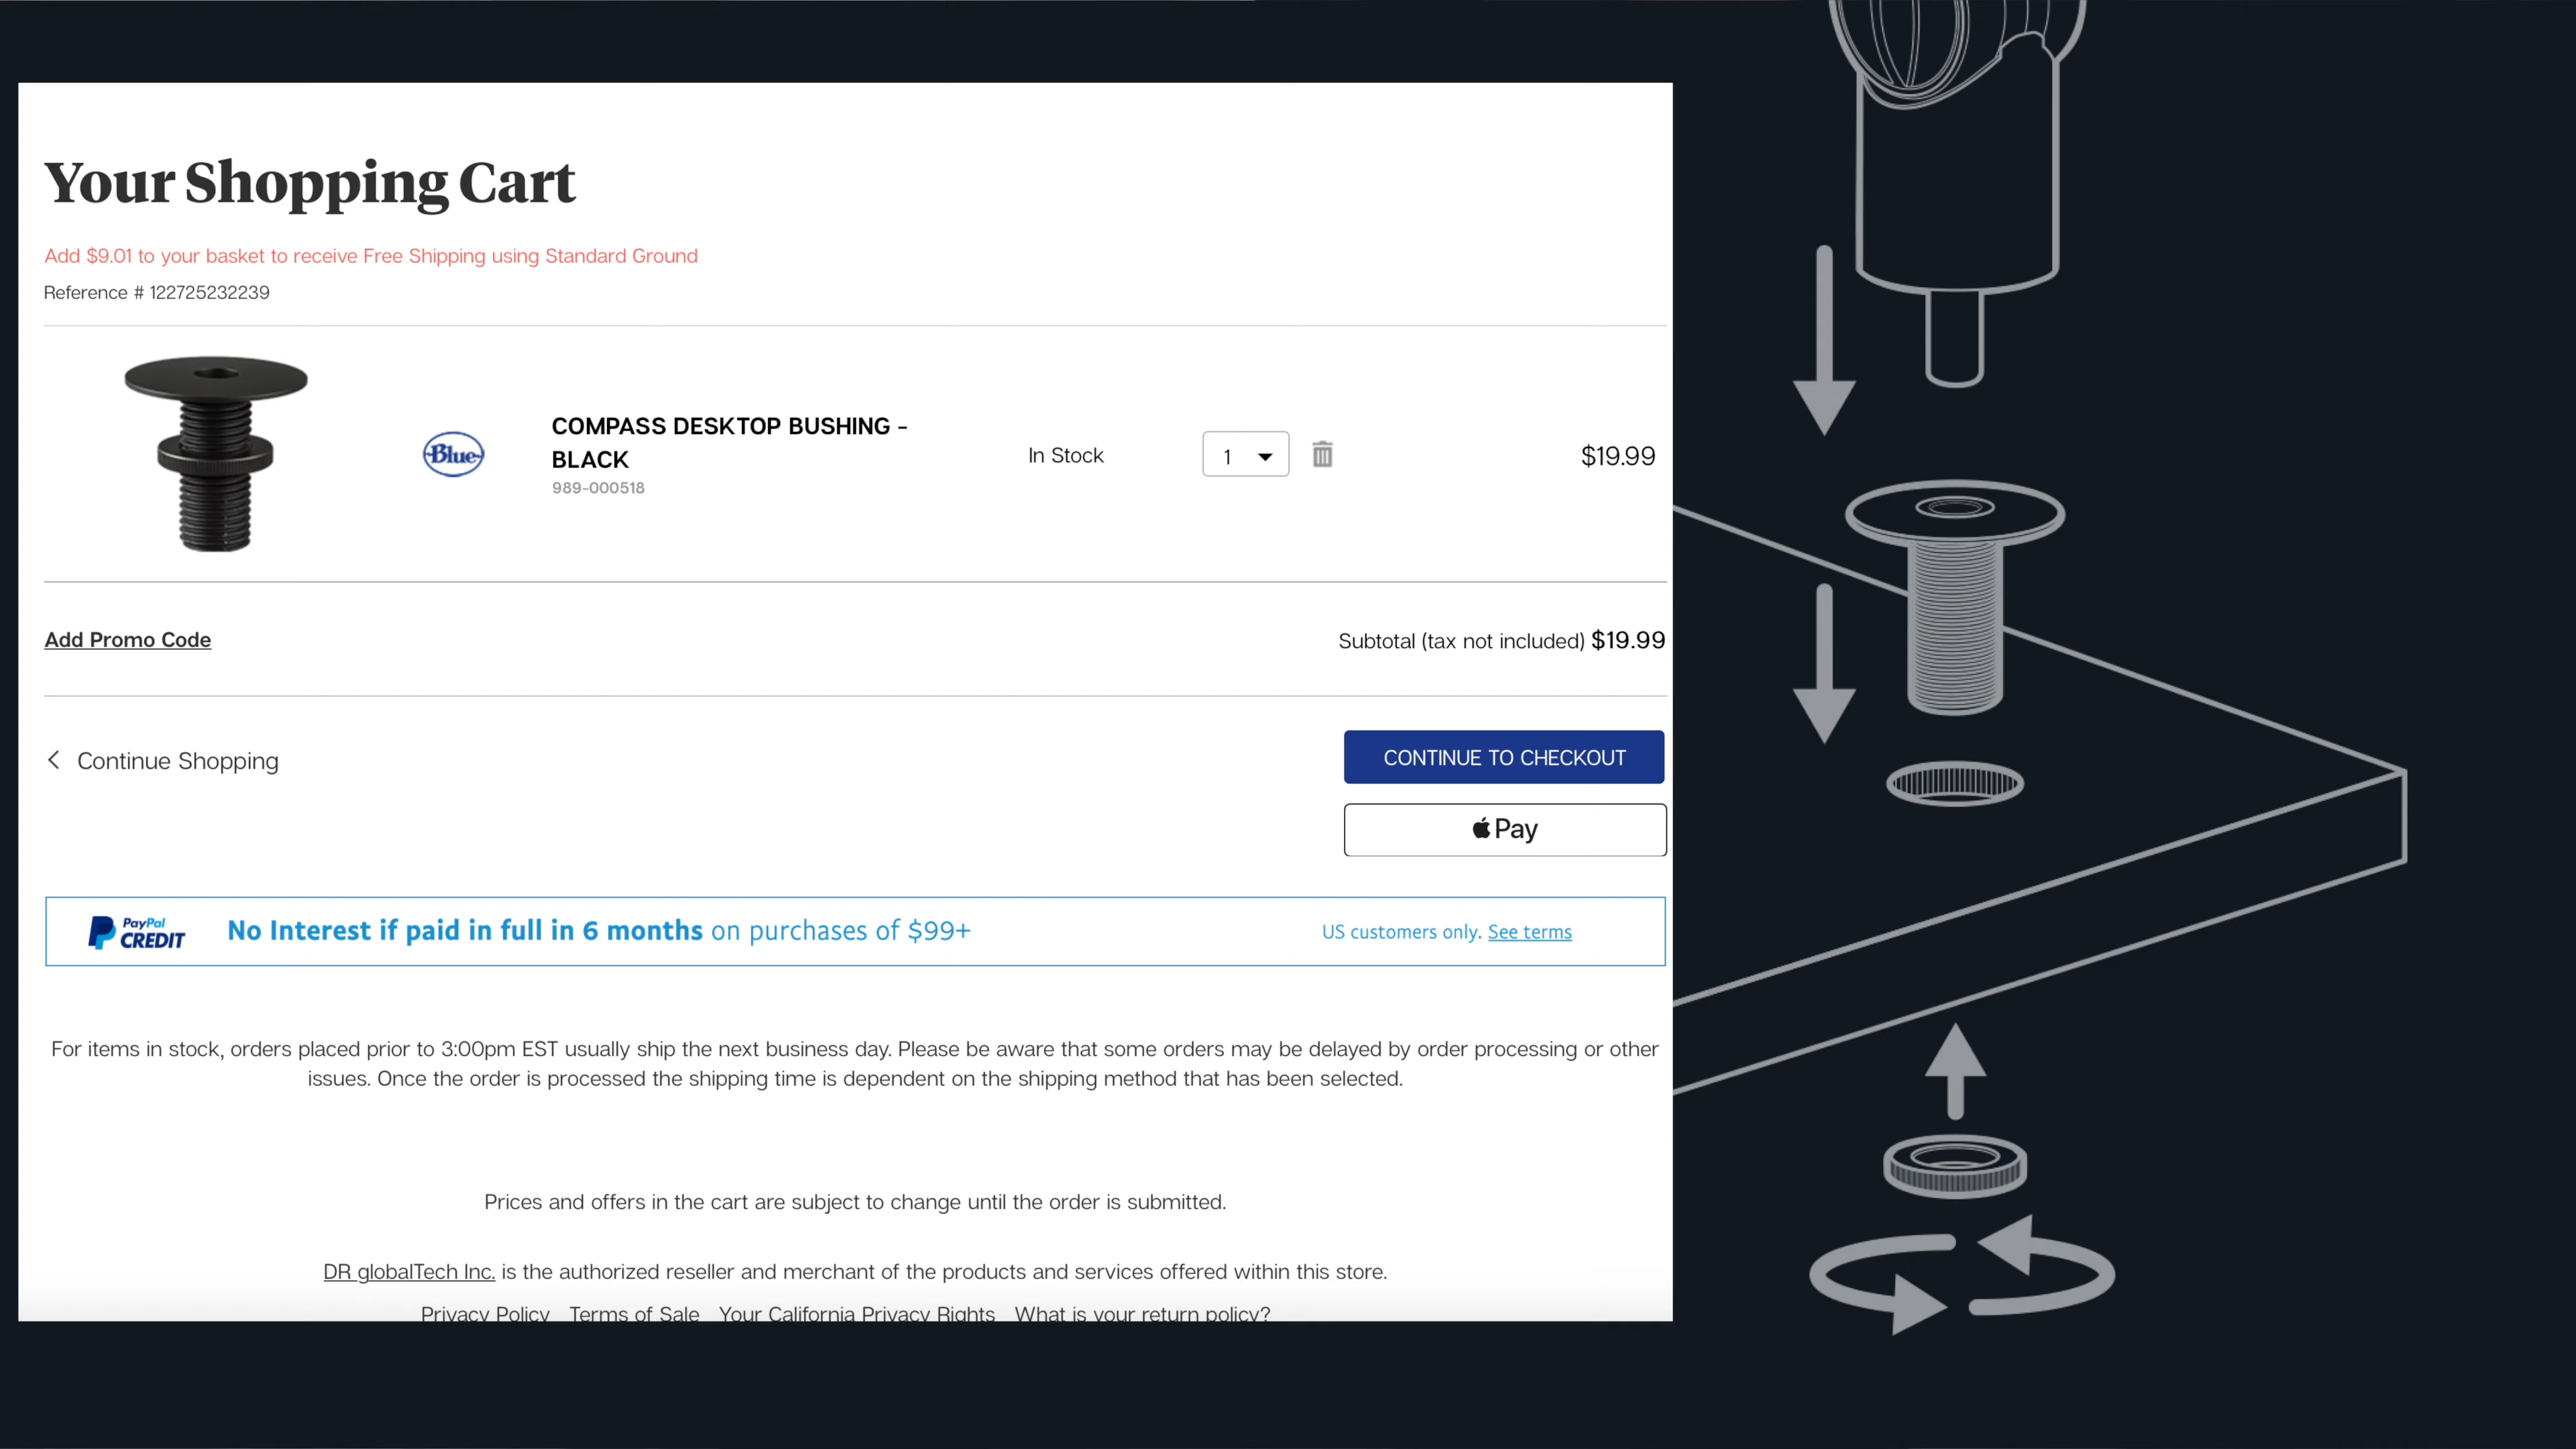 Your Shopping Cart
Add $9.01 to your basket to receive Free Shipping using Standard Ground
Reference # 122725232239
Blue
COMPASS DESKTOP BUSHING -
BLACK
989-000518
In Stock
1
$19.99
Add Promo Code
Subtotal (tax not included) $19.99
Continue Shopping
CONTINUE TO CHECKOUT
Pay
PayPal
CREDIT
No Interest if paid in full in 6 months on purchases of $99+
US customers only. See terms
For items in stock, orders placed prior to 3:00pm EST usually ship the next business day. Please be aware that some orders may be delayed by order processing or other
issues. Once the order is processed the shipping time is dependent on the shipping method that has been selected.
Prices and offers in the cart are subject to change until the order is submitted.
DR globalTech Inc. is the authorized reseller and merchant of the products and services offered within this store.
Privacy Policy Terms of Sale Your California Privacy Rights What is your return policy?